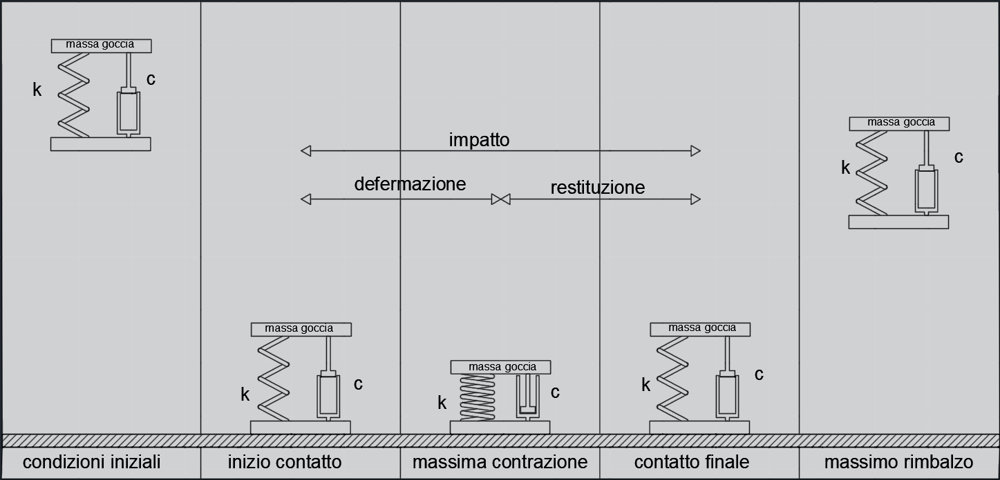 massa goccia
k
c
impatto
defermazione
restituzione
massa goccia
k
c
massa goccia
k
c
massa goccia
k
c
massa goccia
k
c
condizioni iniziali
inizio contatto
massima contrazione
contatto finale
massimo rimbalzo